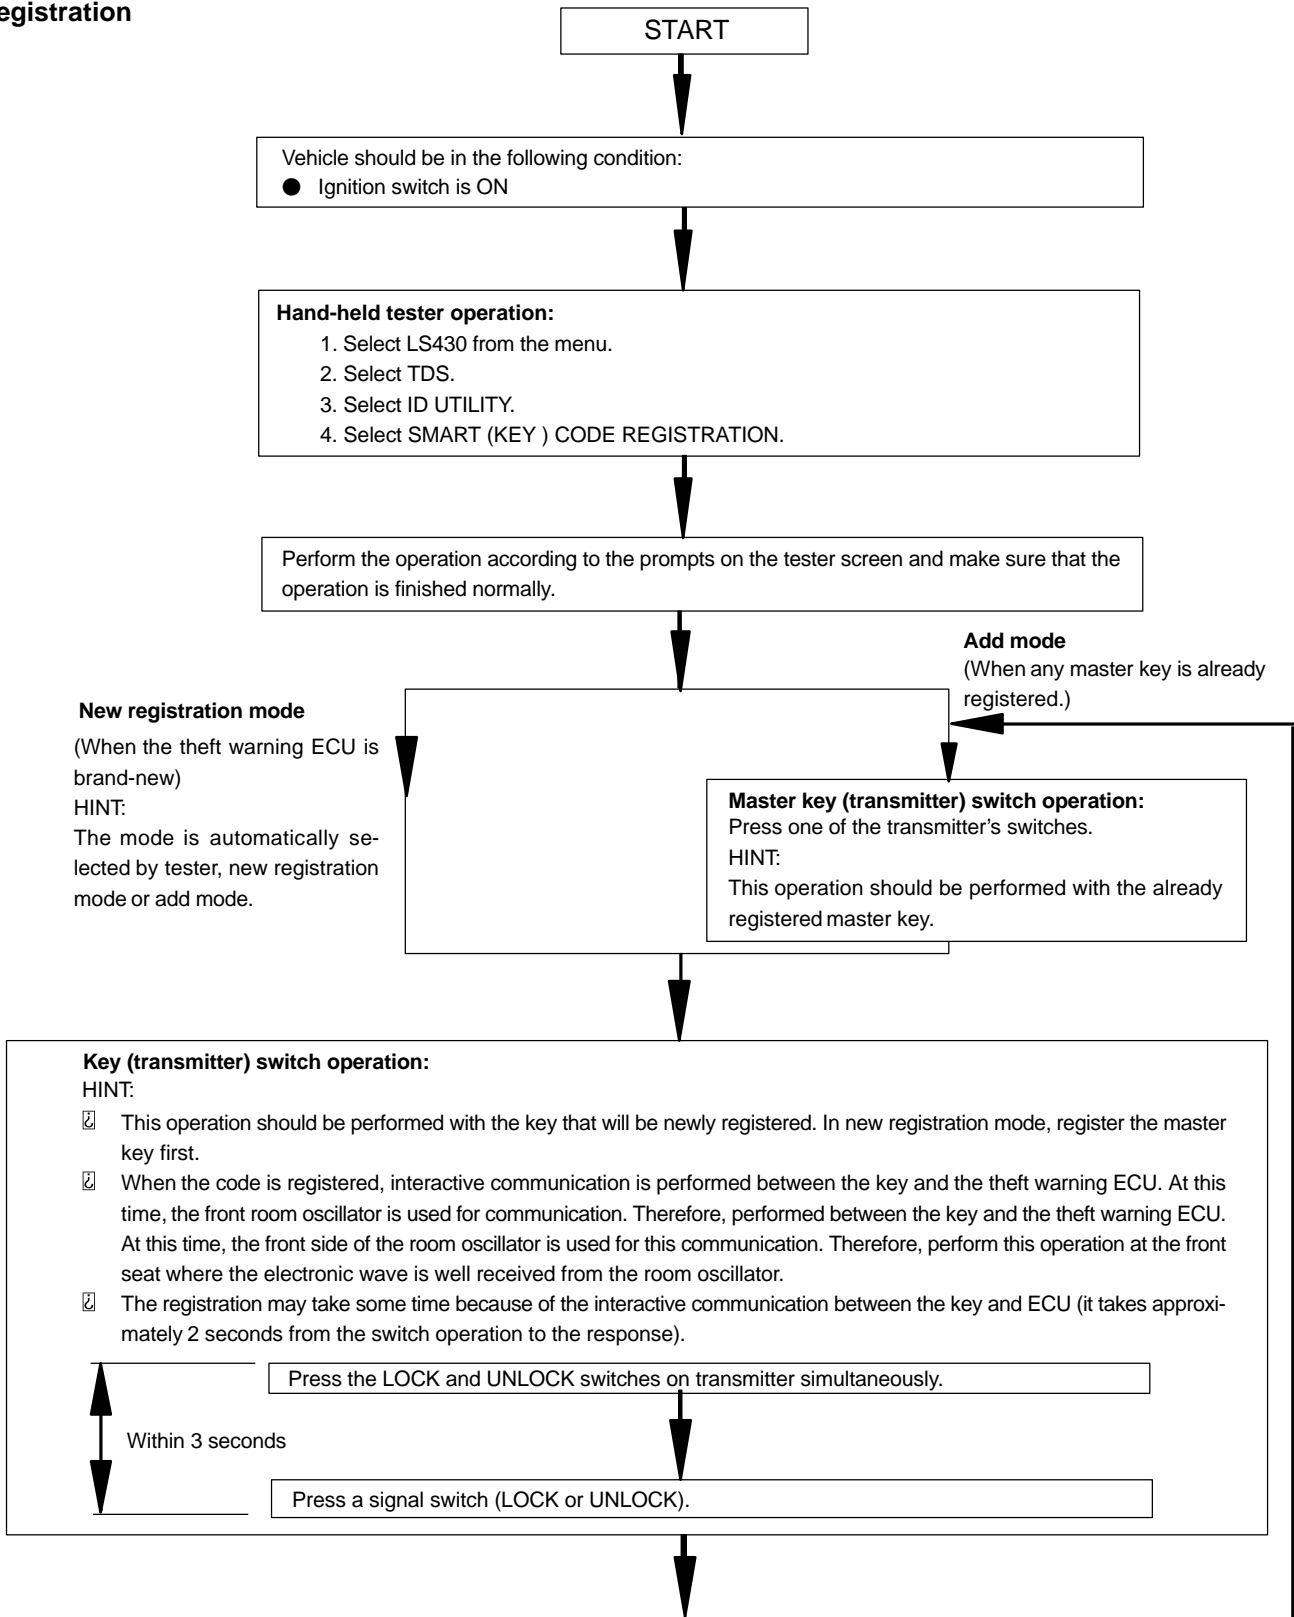 egistration
START
Vehicle should be in the following condition:
● Ignition switch is ON
Hand-held tester operation:
1. Select LS430 from the menu.
2. Select TDS.
3. Select ID UTILITY.
4. Select SMART (KEY ) CODE REGISTRATION.
Perform the operation according to the prompts on the tester screen and make sure that the
operation is finished normally.
Add mode
(When any master key is already
registered.)
New registration mode
(When the theft warning ECU is
brand-new)
HINT:
The mode is automatically se-
lected by tester, new registration
mode or add mode.
Master key (transmitter) switch operation:
Press one of the transmitter's switches.
HINT:
This operation should be performed with the already
registered master key.
Key (transmitter) switch operation:
HINT:
¿ This operation should be performed with the key that will be newly registered. In new registration mode, register the master
key first.
¿ When the code is registered, interactive communication is performed between the key and the theft warning ECU. At this
time, the front room oscillator is used for communication. Therefore, performed between the key and the theft warning ECU.
At this time, the front side of the room oscillator is used for this communication. Therefore, perform this operation at the front
seat where the electronic wave is well received from the room oscillator.
¿ The registration may take some time because of the interactive communication between the key and ECU (it takes approxi-
mately 2 seconds from the switch operation to the response).
Press the LOCK and UNLOCK switches on transmitter simultaneously.
Within 3 seconds
Press a signal switch (LOCK or UNLOCK).